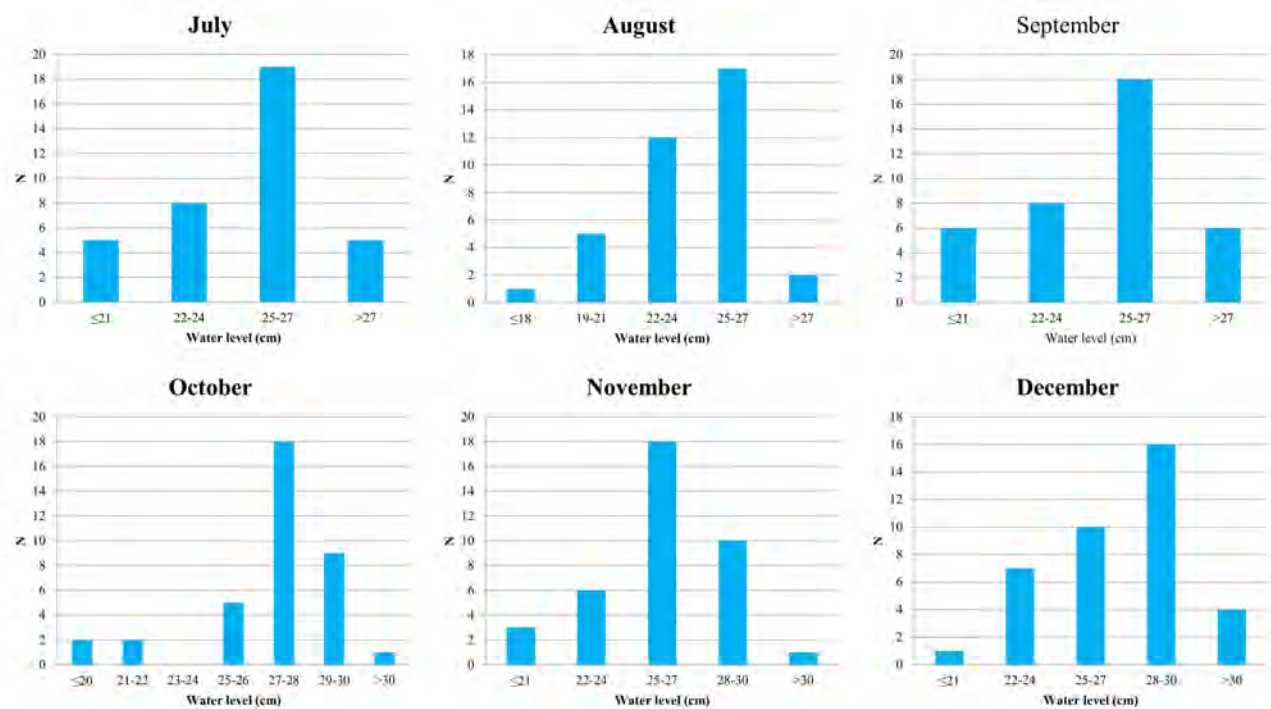 July
20
18
16
14
12
10
8
6
4
2
0
N
≤21 22-24 25-27 >27
Water level (cm)
August
18
16
14
12
10
8
6
4
2
0
N
≤18 19-21 22-24 25-27 >27
Water level (cm)
September
20
18
16
14
12
10
8
6
4
2
0
N
≤21 22-24 25-27 >27
Water level (cm)
October
20
18
16
14
12
10
8
6
4
2
0
N
≤20 21-22 23-24 25-26 27-28 29-30 >30
Water level (cm)
November
20
18
16
14
12
10
8
6
4
2
0
N
≤21 22-24 25-27 28-30 >30
Water level (cm)
December
18
16
14
12
10
8
6
4
2
0
N
≤21 22-24 25-27 28-30 >30
Water level (cm)